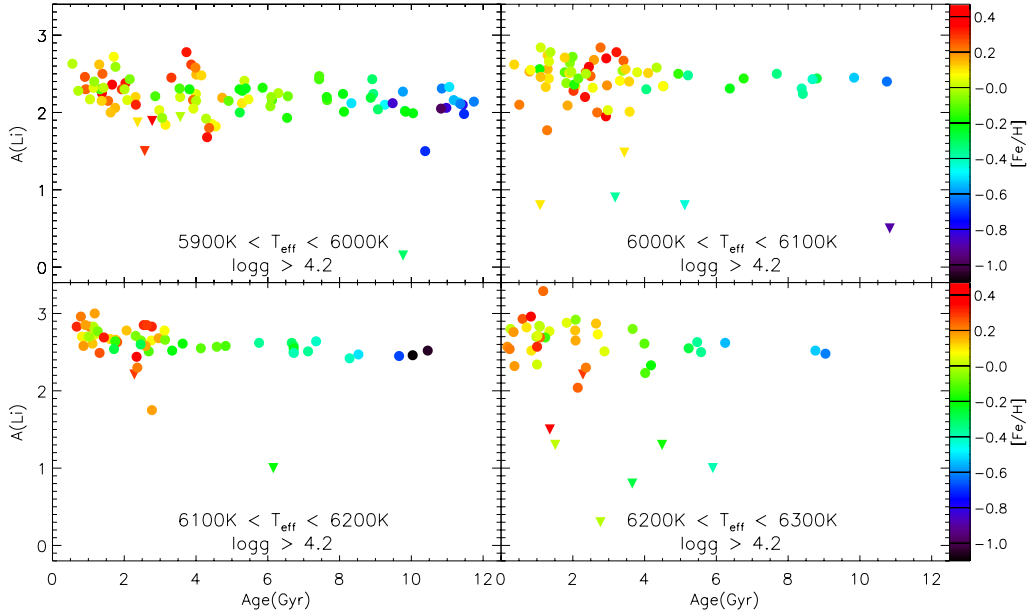 3
2
1
0
A(Li)
5900K < T_eff < 6000K
logg > 4.2
6000K < T_eff < 6100K
logg > 4.2
0.4
0.2
-0.0
-0.2
-0.4
-0.6
-0.8
-1.0
[Fe/H]
3
2
1
0
A(Li)
6100K < T_eff < 6200K
logg > 4.2
6200K < T_eff < 6300K
logg > 4.2
0.4
0.2
-0.0
-0.2
-0.4
-0.6
-0.8
-1.0
[Fe/H]
0 2 4 6 8 10 12
Age(Gyr)
2 4 6 8 10 12
Age(Gyr)